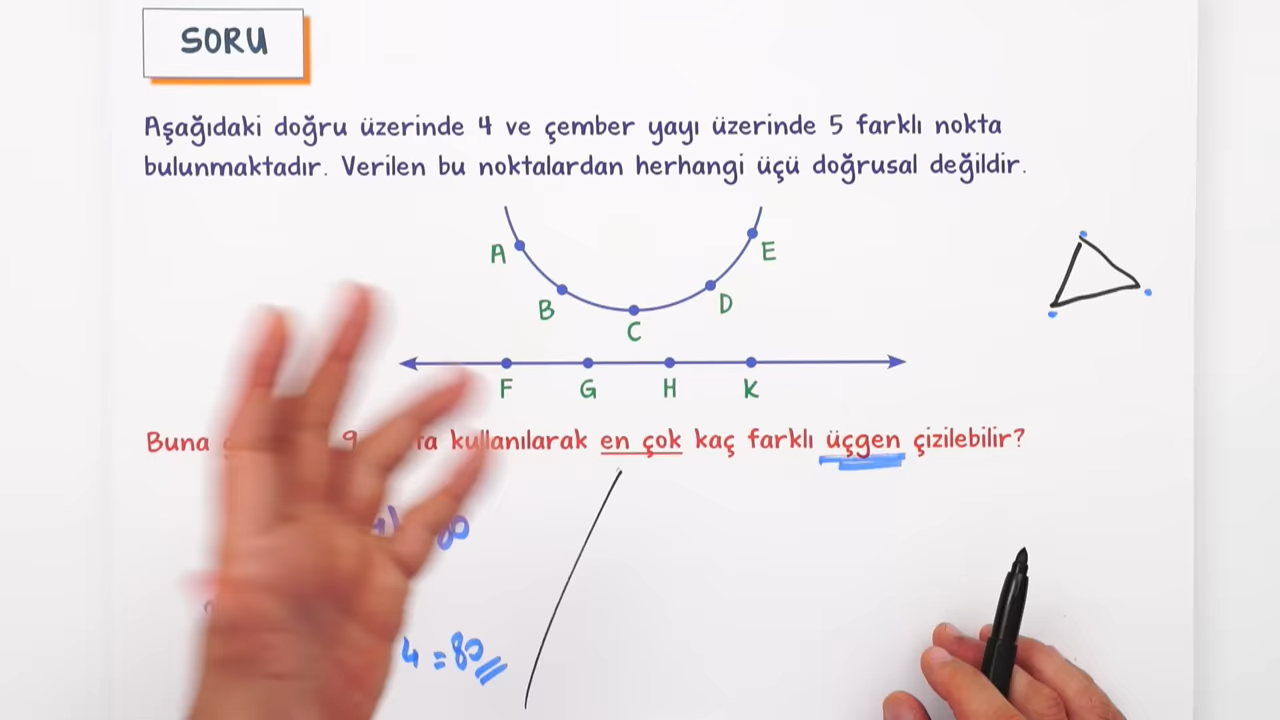 SORU
Aşağıdaki doğru üzerinde 4 ve çember yayı üzerinde 5 farklı nokta
bulunmaktadır. Verilen bu noktalardan herhangi üçü doğrusal değildir.
A
E
B
D
C
F G H K
Buna 9 kullanılarak en çok kaç farklı üçgen çizilebilir?
4 = 80